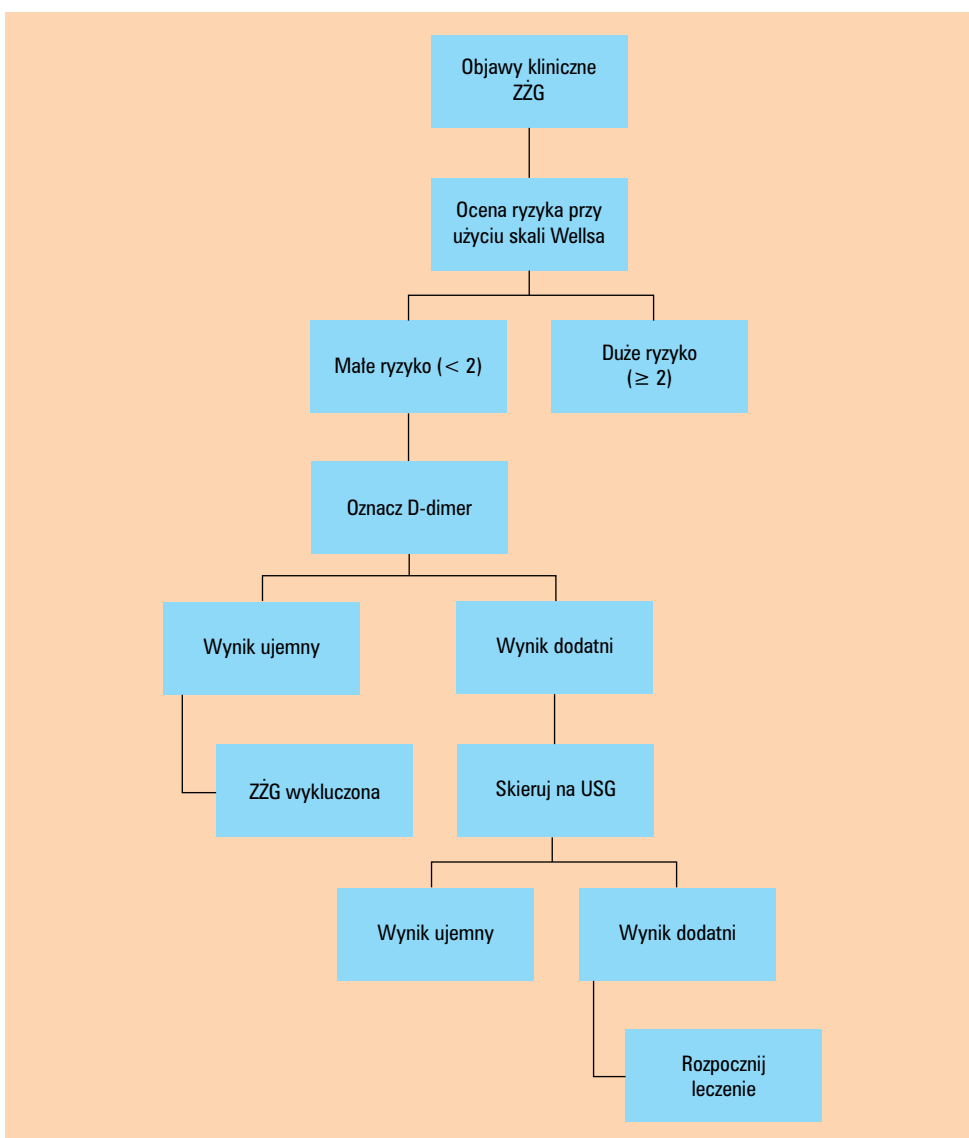 Objawy kliniczne
ZŻG
Ocena ryzyka przy
użyciu skali Wellsa
Małe ryzyko (< 2)
Duże ryzyko
(≥ 2)
Oznacz D-dimer
Wynik ujemny
Wynik dodatni
ZŻG wykluczona
Skieruj na USG
Wynik ujemny
Wynik dodatni
Rozpocznij
leczenie